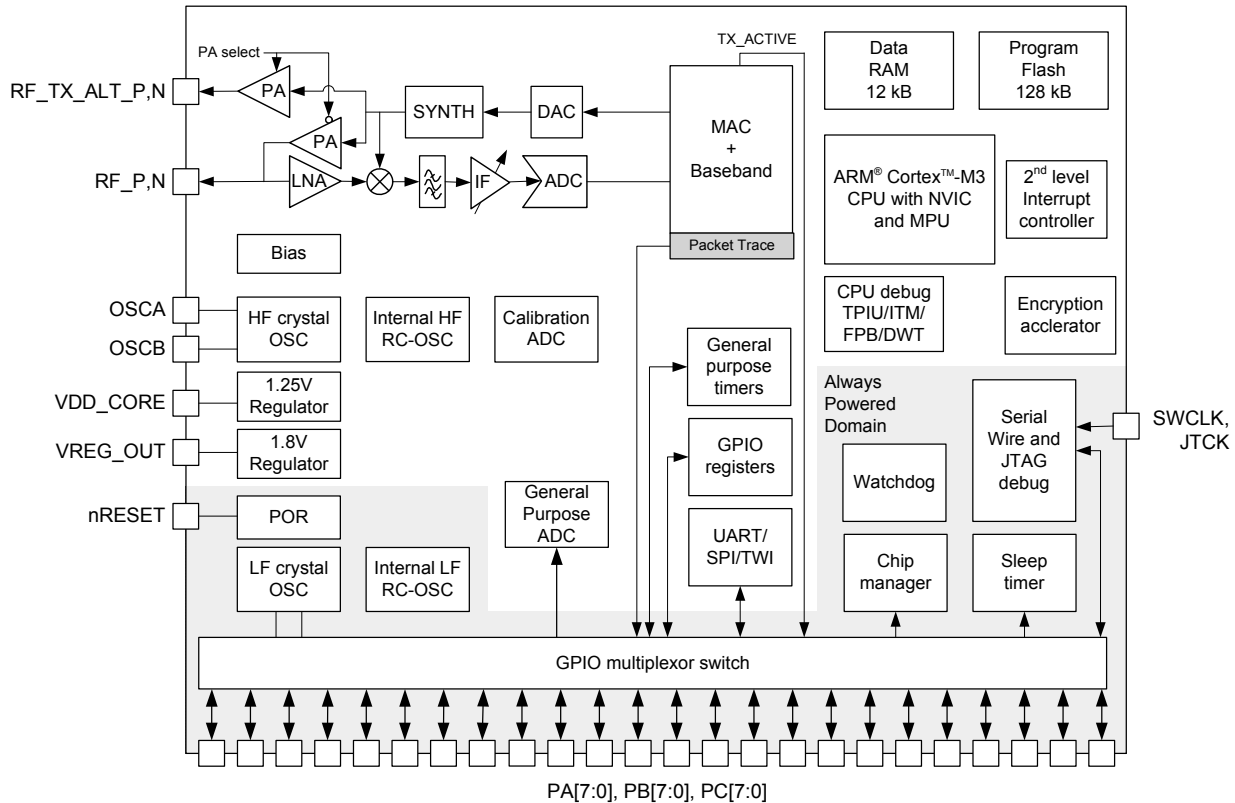 TX_ACTIVE
PA select
Data
RAM
12 kB
Program
Flash
128 kB
RF_TX_ALT_P,N
PA
SYNTH
DAC
MAC
+
Baseband
PA
RF_P,N
LNA
IF
ADC
ARM® Cortex™-M3
CPU with NVIC
and MPU
2nd level
Interrupt
controller
Packet Trace
Bias
OSCA
OSCB
HF crystal
OSC
Internal HF
RC-OSC
Calibration
ADC
CPU debug
TPIU/ITM/
FPB/DWT
Encryption
acclerator
General
purpose
timers
VDD_CORE
1.25V
Regulator
Always
Powered
Domain
Serial
Wire and
JTAG
debug
SWCLK,
JTCK
VREG_OUT
1.8V
Regulator
GPIO
registers
Watchdog
nRESET
POR
General
Purpose
ADC
UART/
SPI/TWI
LF crystal
OSC
Internal LF
RC-OSC
Chip
manager
Sleep
timer
GPIO multiplexor switch
PA[7:0], PB[7:0], PC[7:0]